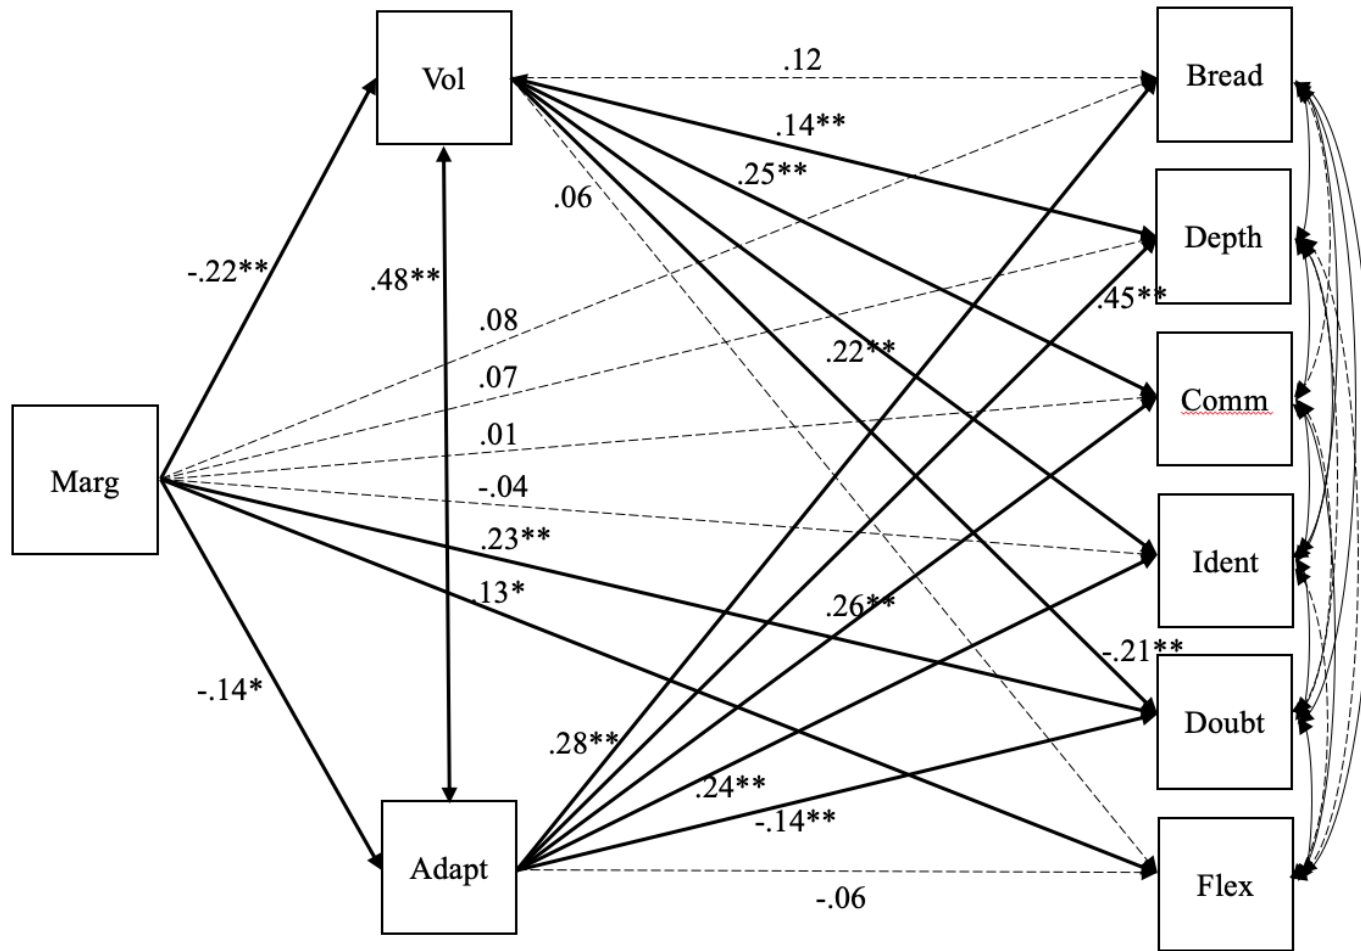 Vol
Bread
.12
.14**
.25**
.06
Depth
-.22**
.48**
.45**
.08
.22**
.07
Comm
.01
Marg
-.04
.23**
Ident
.13*
.26**
-.21**
-.14*
Doubt
.28**
.24**
-.14**
Adapt
Flex
-.06